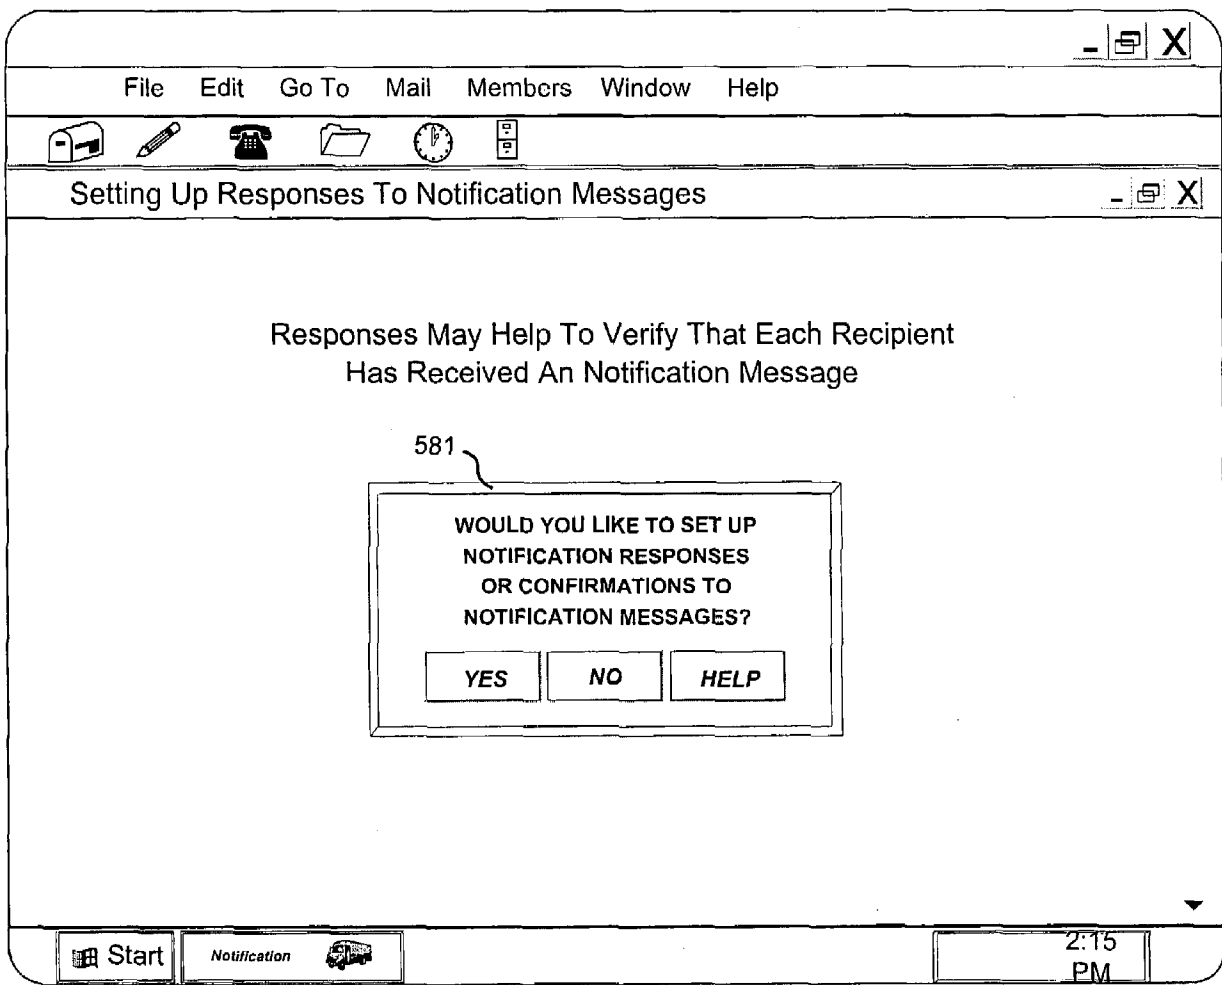 File Edit Go To Mail Members Window Help
Setting Up Responses To Notification Messages
Responses May Help To Verify That Each Recipient
Has Received An Notification Message
581
WOULD YOU LIKE TO SET UP
NOTIFICATION RESPONSES
OR CONFIRMATIONS TO
NOTIFICATION MESSAGES?
YES NO HELP
Start Notification 2:15
PM